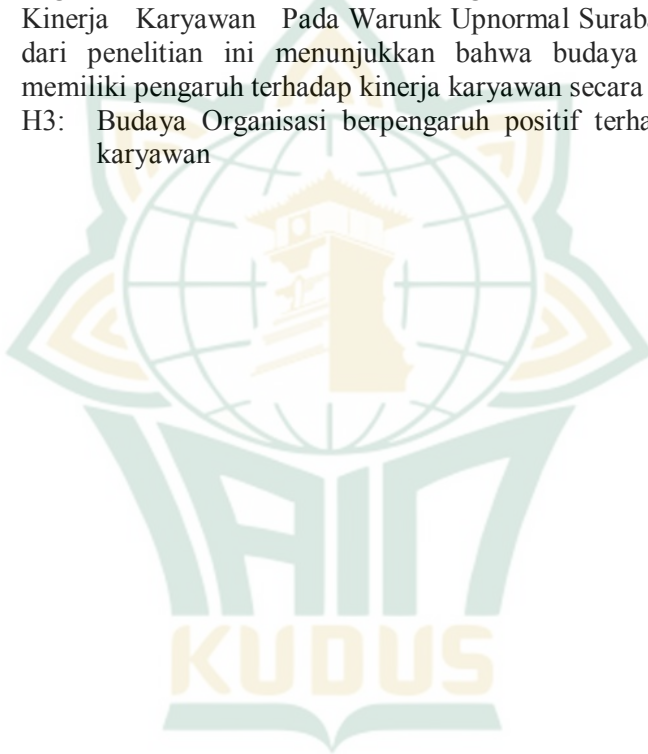 Kinerja Karyawan Pada Warunk Upnormal Surab
dari penelitian ini menunjukkan bahwa budaya
memiliki pengaruh terhadap kinerja karyawan secara
H3: Budaya Organisasi berpengaruh positif terha
karyawan
IAIN
KUDUS